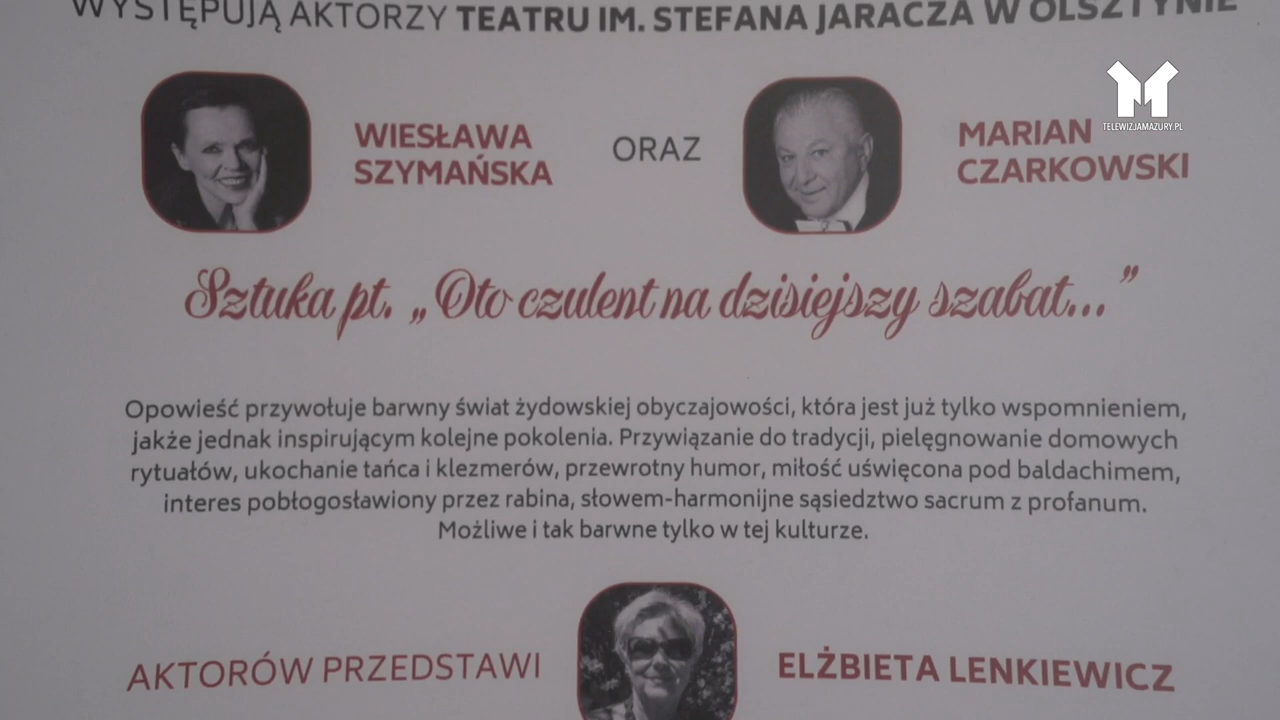 WYSTĘPUJĄ AKTORZY TEATRU IM. STEFANA JARACZA W OLSZTYNIE
TELEWIZJAMAZURY.PL
WIESŁAWA
SZYMAŃSKA
ORAZ
MARIAN
CZARKOWSKI
Sztuka pt. „Oto czulent na dzisiejszy szabat..."
Opowieść przywołuje barwny świat żydowskiej obyczajowości, która jest już tylko wspomnieniem,
jakże jednak inspirującym kolejne pokolenia. Przywiązanie do tradycji, pielęgnowanie domowych
rytuałów, ukochanie tańca i klezmerów, przewrotny humor, miłość uświęcona pod baldachimem,
interes pobłogosławiony przez rabina, słowem-harmonijne sąsiedztwo sacrum z profanum.
Możliwe i tak barwne tylko w tej kulturze.
AKTORÓW PRZEDSTAWI
ELŻBIETA LENKIEWICZ